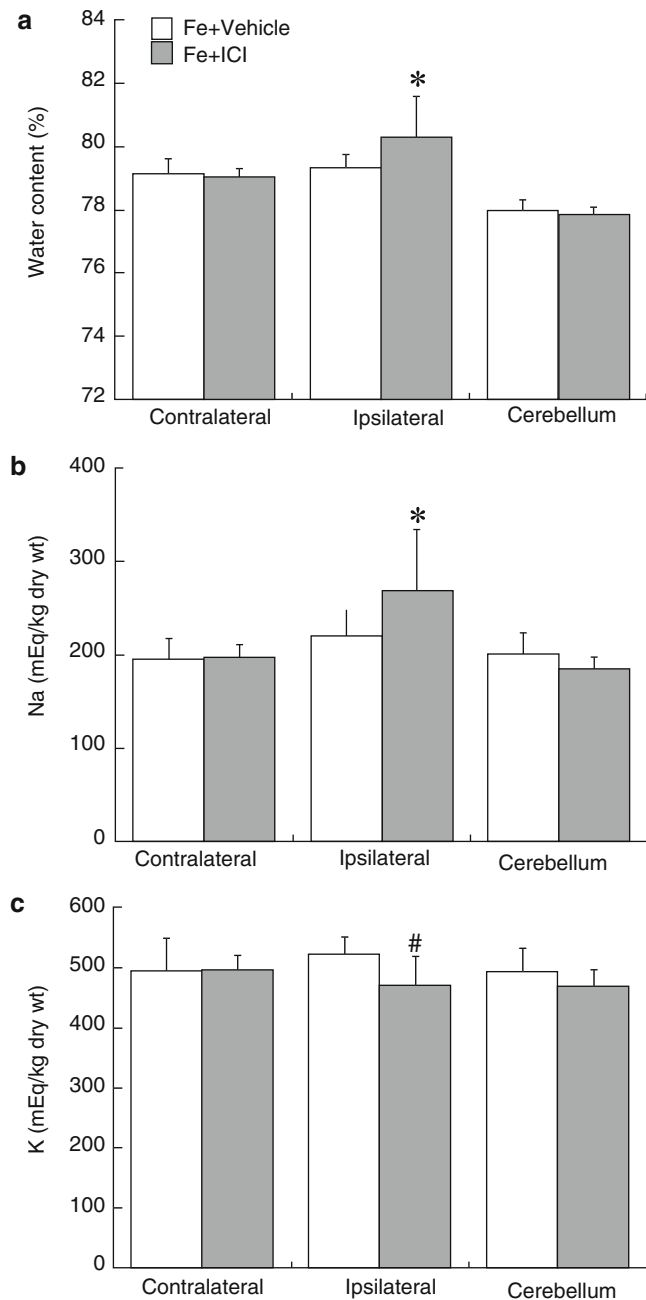 a
Fe+Vehicle
Fe+ICI
Water content (%)
84
82
80
78
76
74
72
*
Contralateral
Ipsilateral
Cerebellum
b
Na (mEq/kg dry wt)
400
300
200
100
0
*
Contralateral
Ipsilateral
Cerebellum
c
K (mEq/kg dry wt)
600
500
400
300
200
100
0
#
Contralateral
Ipsilateral
Cerebellum